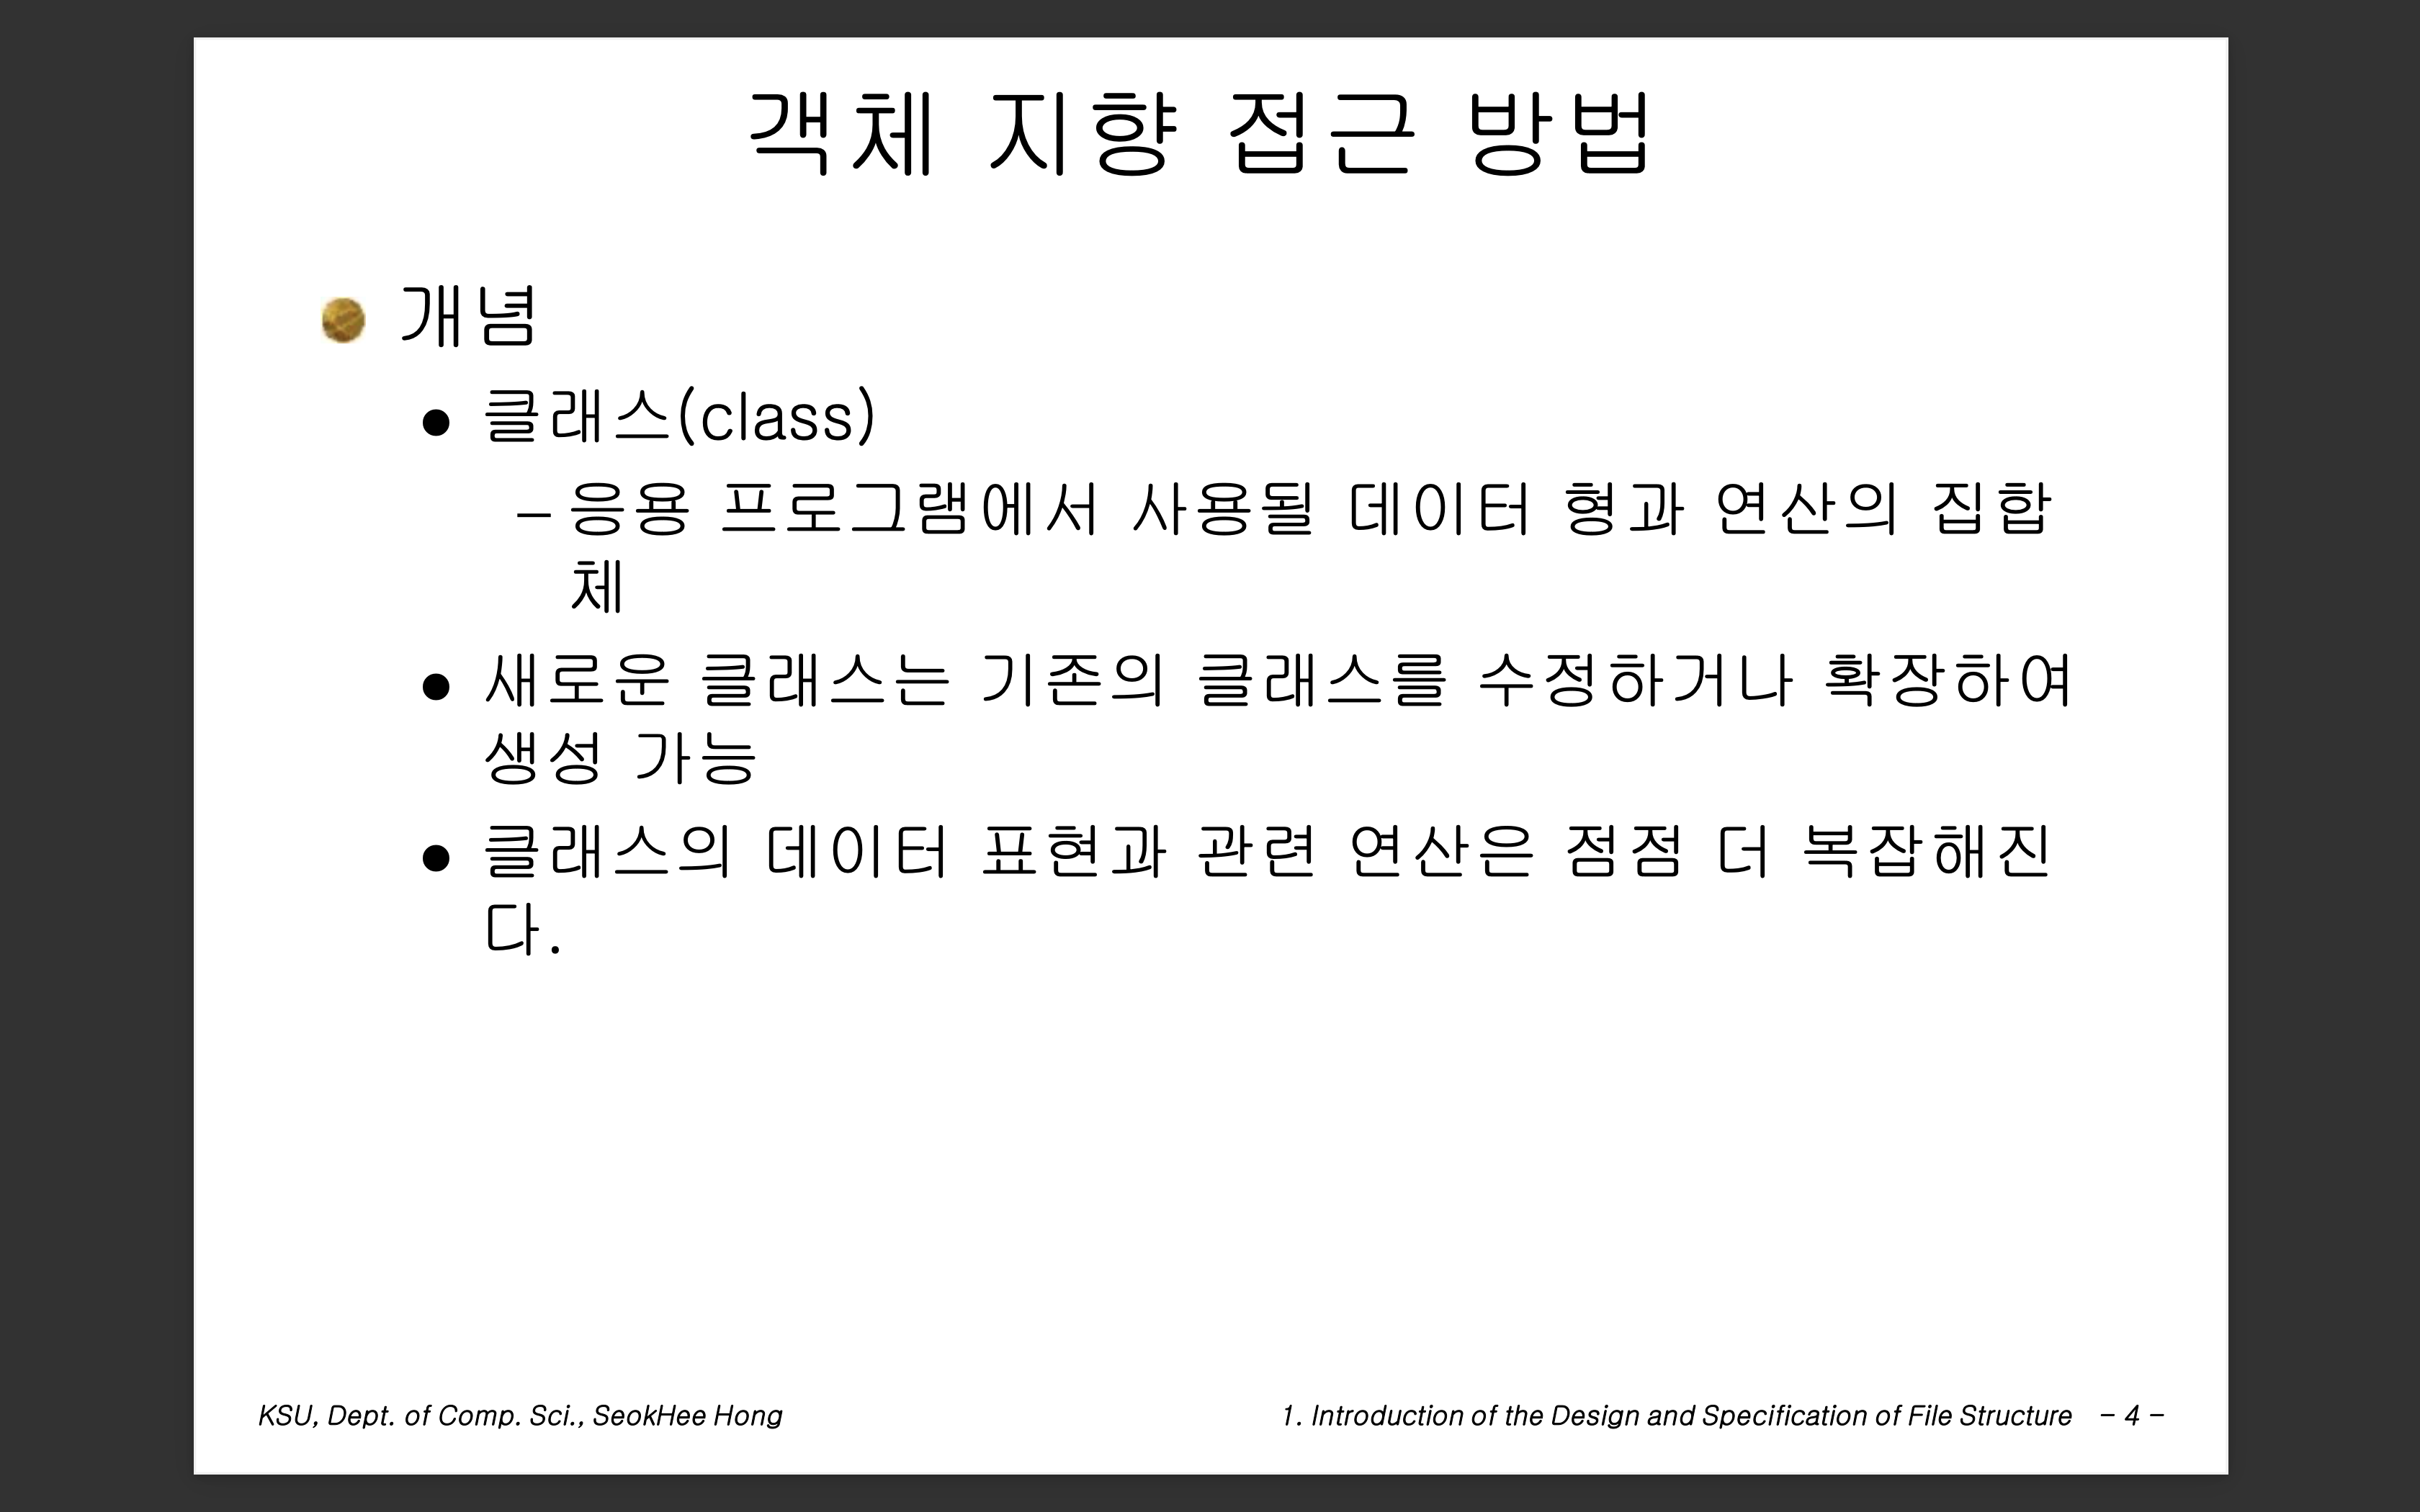 객체 지향 접근 방법
개념
● 클래스(class)
– 응용 프로그램에서 사용될 데이터 형과 연산의 집합
체
● 새로운 클래스는 기존의 클래스를 수정하거나 확장하여
생성 가능
● 클래스의 데이터 표현과 관련 연산은 점점 더 복잡해진
다.
KSU, Dept. of Comp. Sci., SeokHee Hong
1. Introduction of the Design and Specification of File Structure – 4 –